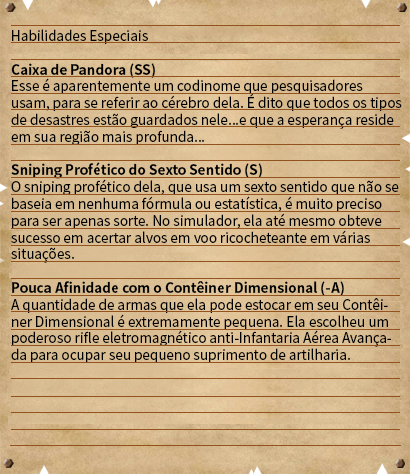 Habilidades Especiais
Caixa de Pandora (SS)
Esse é aparentemente um codinome que pesquisadores
usam, para se referir ao cérebro dela. É dito que todos os tipos
de desastres estão guardados nele...e que a esperança reside
em sua região mais profunda...
Sniping Profético do Sexto Sentido (S)
O sniping profético dela, que usa um sexto sentido que não se
baseia em nenhuma fórmula ou estatística, é muito preciso
para ser apenas sorte. No simulador, ela até mesmo obteve
sucesso em acertar alvos em voo ricocheteante em várias
situações.
Pouca Afinidade com o Contêiner Dimensional (-A)
A quantidade de armas que ela pode estocar em seu Contêi-
ner Dimensional é extremamente pequena. Ela escolheu um
poderoso rifle eletromagnético anti-Infantaria Aérea Avança-
da para ocupar seu pequeno suprimento de artilharia.